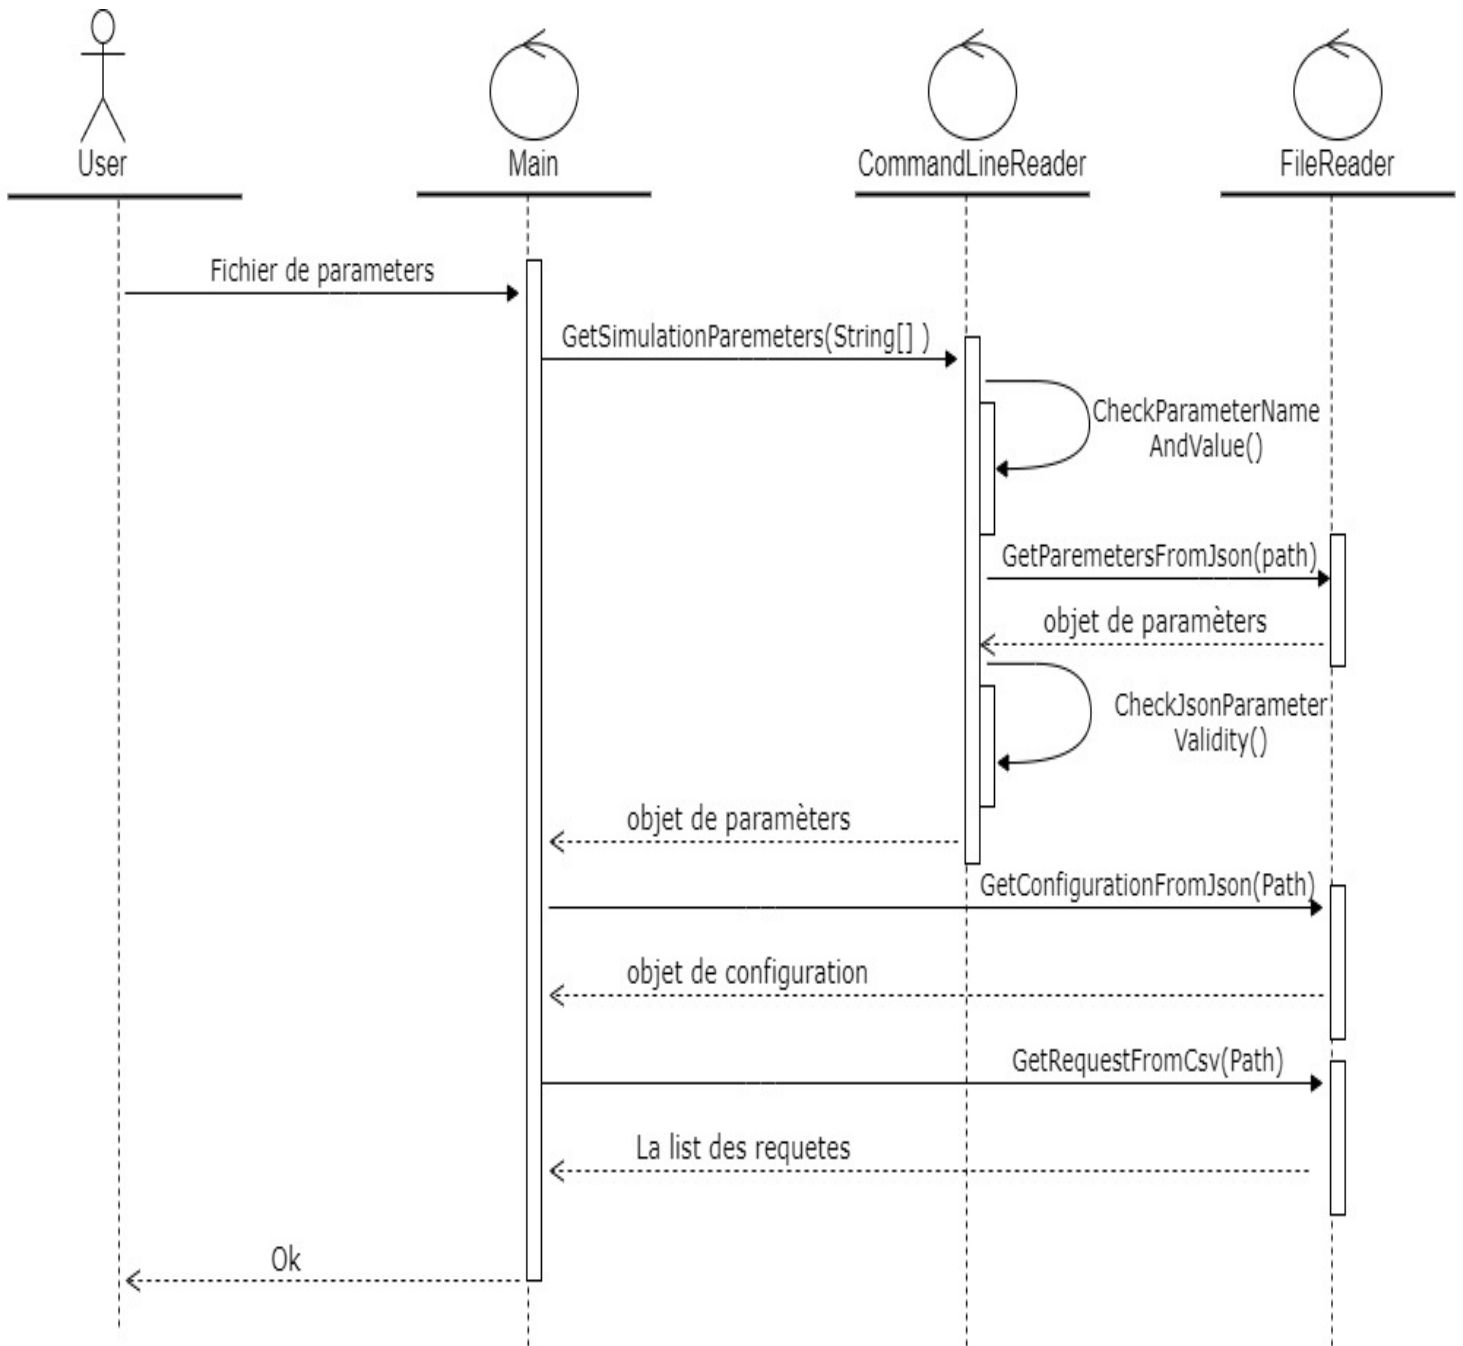 User
Main
CommandLineReader
FileReader
Fichier de parameters
GetSimulationParemeters(String[] )
CheckParameterName
AndValue()
GetParemetersFromJson(path)
objet de paramèters
CheckJsonParameter
Validity()
objet de paramèters
GetConfigurationFromJson(Path)
objet de configuration
GetRequestFromCsv(Path)
La list des requetes
Ok